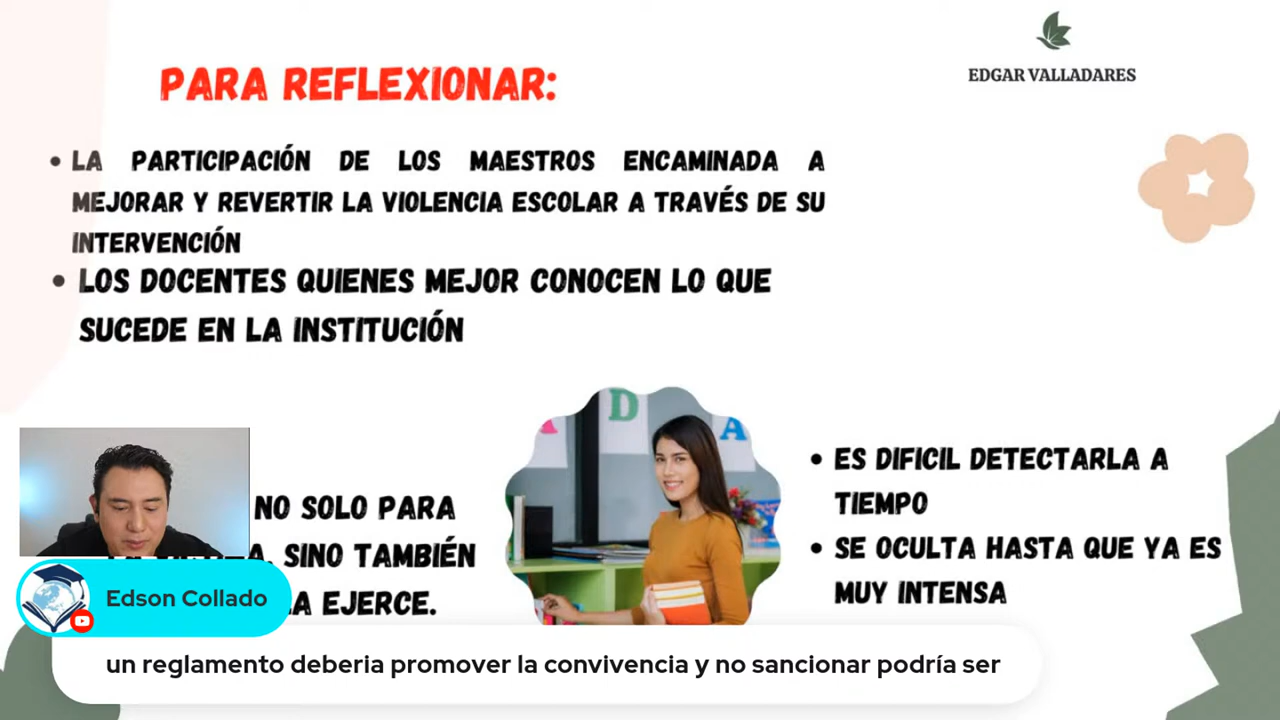 EDGAR VALLADARES
PARA REFLEXIONAR:
• LA PARTICIPACIÓN DE LOS MAESTROS ENCAMINADA A
MEJORAR Y REVERTIR LA VIOLENCIA ESCOLAR A TRAVÉS DE SU
INTERVENCIÓN
• LOS DOCENTES QUIENES MEJOR CONOCEN LO QUE
SUCEDE EN LA INSTITUCIÓN
D
A
NO SOLO PARA
, SINO TAMBIÉN
LA EJERCE.
• ES DIFICIL DETECTARLA A
TIEMPO
• SE OCULTA HASTA QUE YA ES
MUY INTENSA
Edson Collado
un reglamento deberia promover la convivencia y no sancionar podría ser